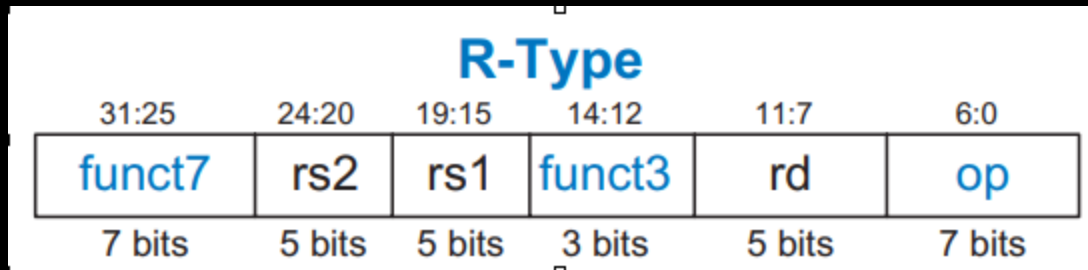 R-Type
31:25 24:20 19:15 14:12 11:7 6:0
funct7 rs2 rs1 funct3 rd op
7 bits 5 bits 5 bits 3 bits 5 bits 7 bits